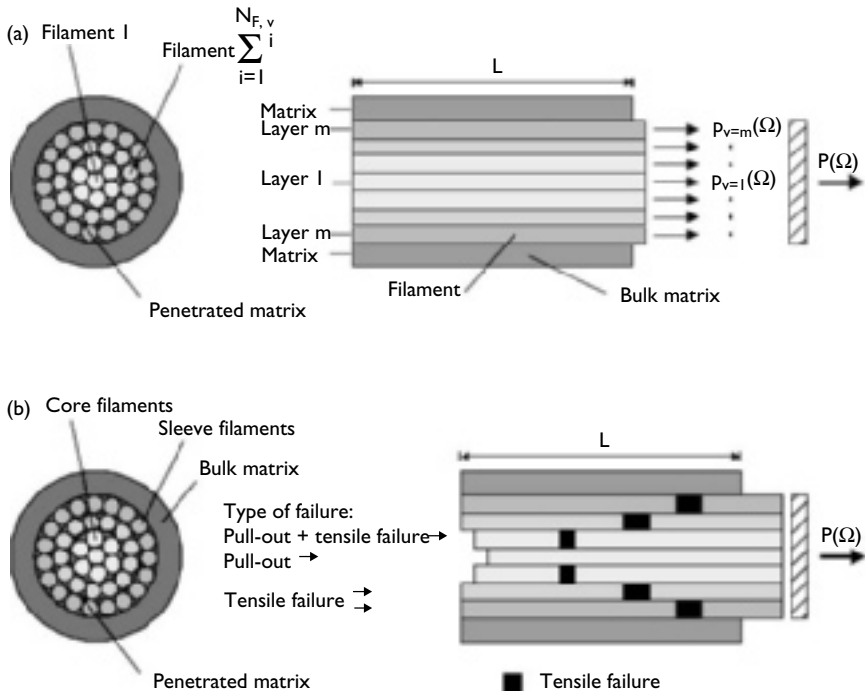 (a)
Filament 1
Filament
N_F, v
∑ i
i=1
L
Matrix
Layer m
Layer 1
Layer m
Matrix
P_v=m(Ω)
P_v=1(Ω)
P(Ω)
Filament
Bulk matrix
Penetrated matrix
(b)
Core filaments
Sleeve filaments
Bulk matrix
Type of failure:
Pull-out + tensile failure
Pull-out
Tensile failure
Penetrated matrix
L
P(Ω)
Tensile failure